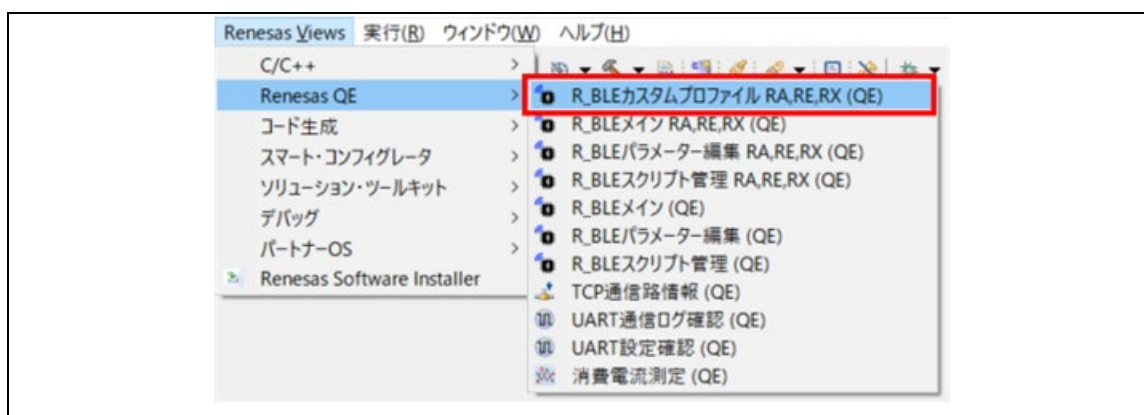 Renesas Views 実行(R) ウィンドウ(W) ヘルプ(H)
C/C++ >
Renesas QE >
コード生成 >
スマート・コンフィグレータ >
ソリューション・ツールキット >
デバッグ >
パートナーOS >
Renesas Software Installer
R_BLEカスタムプロファイル RA,RE,RX (QE)
R_BLEメイン RA,RE,RX (QE)
R_BLEパラメーター編集 RA,RE,RX (QE)
R_BLEスクリプト管理 RA,RE,RX (QE)
R_BLEメイン (QE)
R_BLEパラメーター編集 (QE)
R_BLEスクリプト管理 (QE)
TCP通信路情報 (QE)
UART通信ログ確認 (QE)
UART設定確認 (QE)
消費電流測定 (QE)